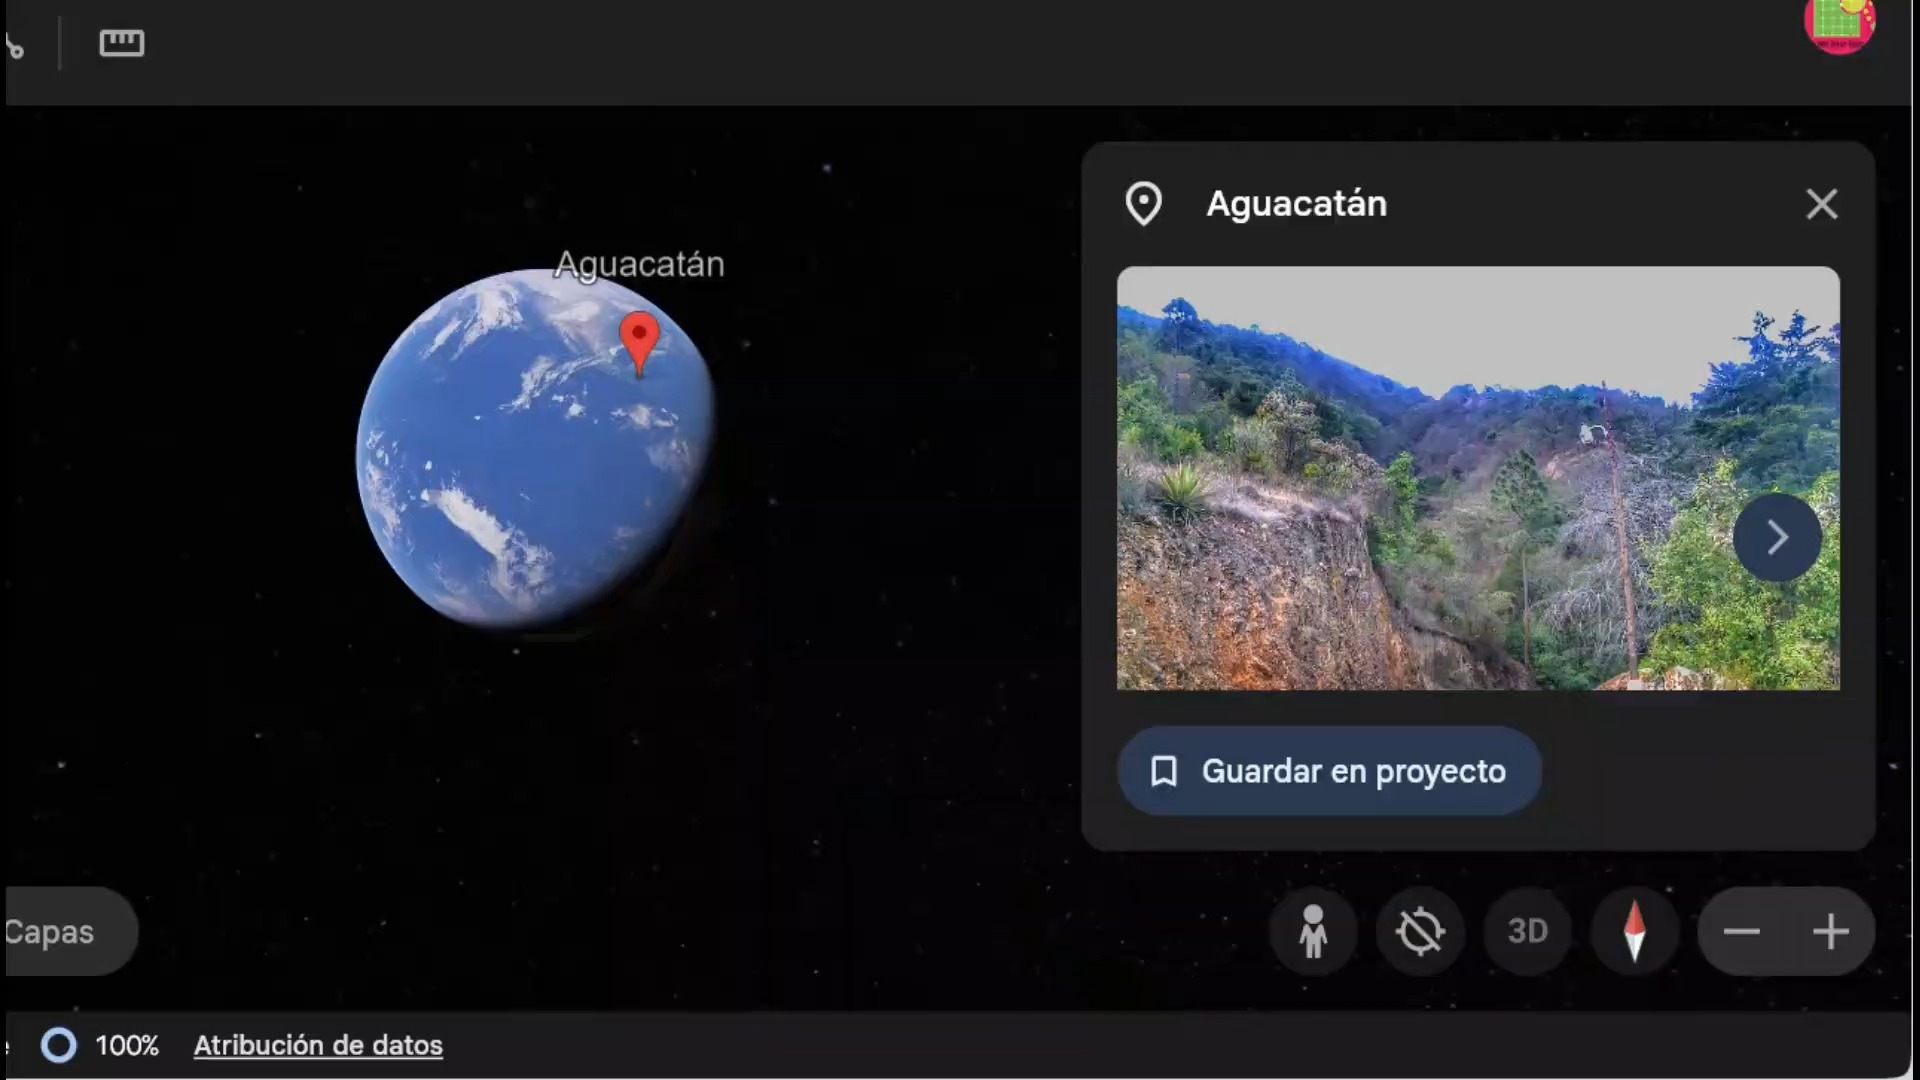 Aguacatán
Aguacatán
Guardar en proyecto
3D
Capas
100%
Atribución de datos